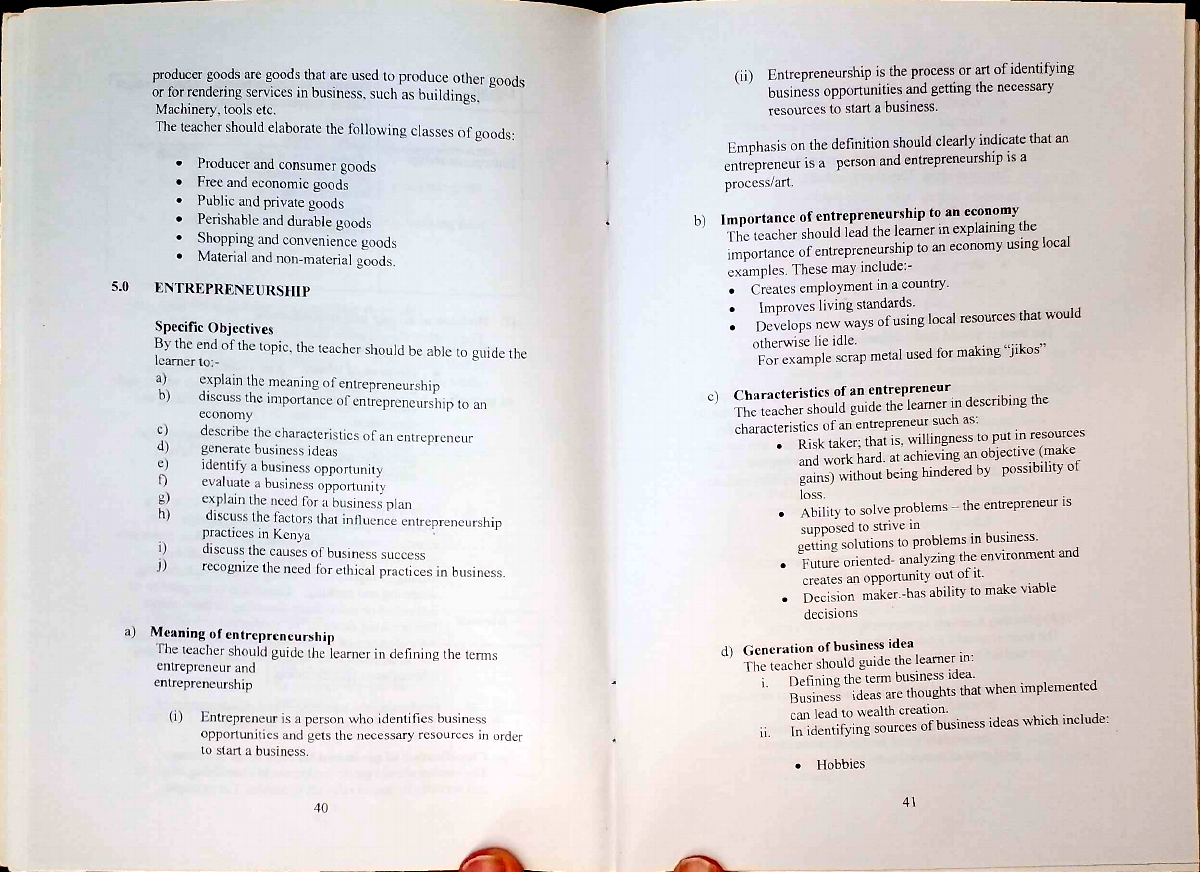 producer goods are goods that are used to produce other goods
or for rendering services in business, such as buildings,
Machinery, tools etc.
The teacher should elaborate the following classes of goods:
• Producer and consumer goods
• Free and economic goods
• Public and private goods
• Perishable and durable goods
• Shopping and convenience goods
• Material and non-material goods.
5.0 ENTREPRENEURSHIP
Specific Objectives
By the end of the topic, the teacher should be able to guide the
learner to:-
a) explain the meaning of entrepreneurship
b) discuss the importance of entrepreneurship to an
economy
c) describe the characteristics of an entrepreneur
d) generate business ideas
e) identify a business opportunity
f) evaluate a business opportunity
g) explain the need for a business plan
h) discuss the factors that influence entrepreneurship
practices in Kenya
i) discuss the causes of business success
j) recognize the need for ethical practices in business.
a) Meaning of entrepreneurship
The teacher should guide the learner in defining the terms
entrepreneur and
entrepreneurship
(i) Entrepreneur is a person who identifies business
opportunities and gets the necessary resources in order
to start a business.
40
(ii) Entrepreneurship is the process or art of identifying
business opportunities and getting the necessary
resources to start a business.
Emphasis on the definition should clearly indicate that an
entrepreneur is a person and entrepreneurship is a
process/art.
b) Importance of entrepreneurship to an economy
The teacher should lead the learner in explaining the
importance of entrepreneurship to an economy using local
examples. These may include:-
• Creates employment in a country.
• Improves living standards.
• Develops new ways of using local resources that would
otherwise lie idle.
For example scrap metal used for making “jikos”
c) Characteristics of an entrepreneur
The teacher should guide the learner in describing the
characteristics of an entrepreneur such as:
• Risk taker; that is, willingness to put in resources
and work hard. at achieving an objective (make
gains) without being hindered by possibility of
loss.
• Ability to solve problems – the entrepreneur is
supposed to strive in
getting solutions to problems in business.
• Future oriented- analyzing the environment and
creates an opportunity out of it.
• Decision maker.-has ability to make viable
decisions
d) Generation of business idea
The teacher should guide the learner in:
i. Defining the term business idea.
Business ideas are thoughts that when implemented
can lead to wealth creation.
ii. In identifying sources of business ideas which include:
• Hobbies
41